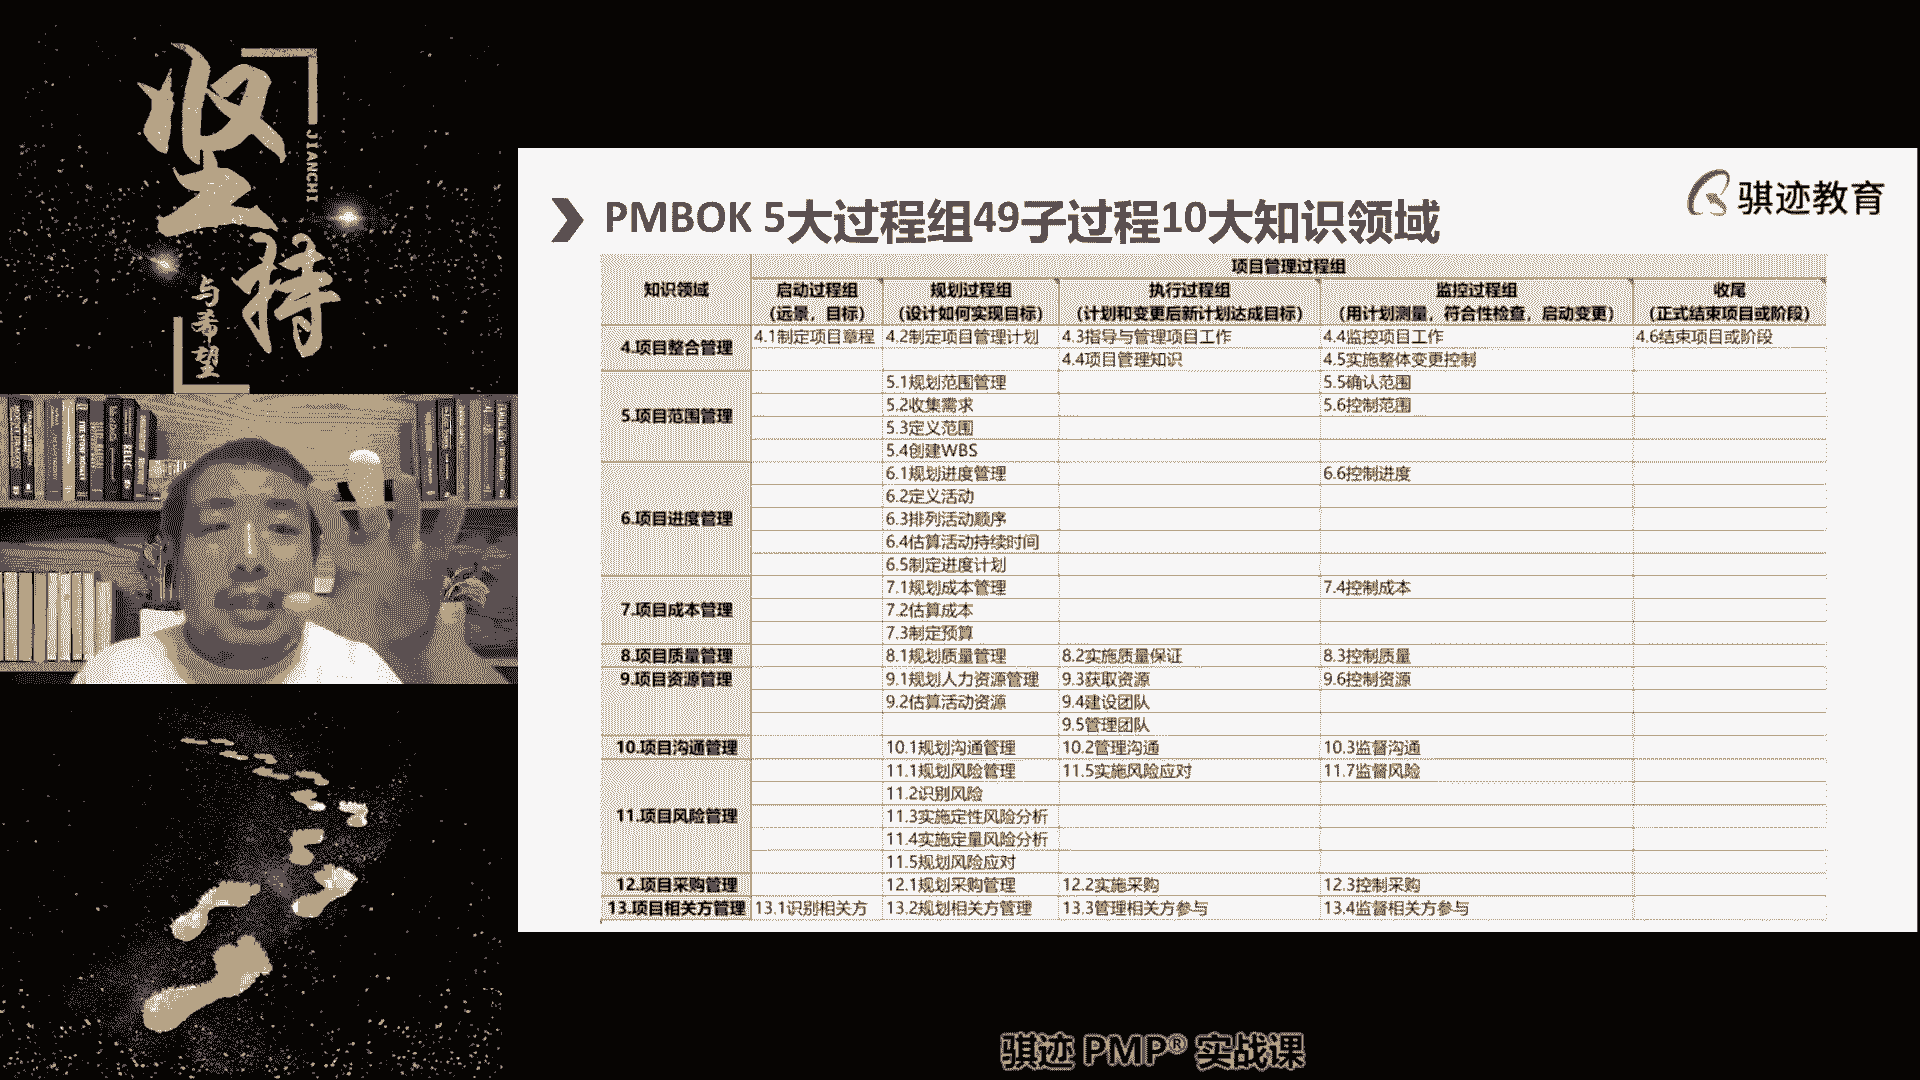 坚持
JIANCHI
与希望
骐迹教育
PMBOK 5大过程组49子过程10大知识领域
知识领域 项目管理过程组
启动过程组 规划过程组 执行过程组 监控过程组 收尾
(远景,目标) (设计如何实现目标) (计划和变更后新计划达成目标) (用计划测量,符合性检查,启动变更) (正式结束项目或阶段)
4.项目整合管理 4.1制定项目章程 4.2制定项目管理计划 4.3指导与管理项目工作 4.4监控项目工作 4.6结束项目或阶段
4.4项目管理知识 4.5实施整体变更控制
5.项目范围管理 5.1规划范围管理 5.5确认范围
5.2收集需求 5.6控制范围
5.3定义范围
5.4创建WBS
6.项目进度管理 6.1规划进度管理 6.6控制进度
6.2定义活动
6.3排列活动顺序
6.4估算活动持续时间
6.5制定进度计划
7.项目成本管理 7.1规划成本管理 7.4控制成本
7.2估算成本
7.3制定预算
8.项目质量管理 8.1规划质量管理 8.2实施质量保证 8.3控制质量
9.项目资源管理 9.1规划人力资源管理 9.3获取资源 9.6控制资源
9.2估算活动资源 9.4建设团队
9.5管理团队
10.项目沟通管理 10.1规划沟通管理 10.2管理沟通 10.3监督沟通
11.项目风险管理 11.1规划风险管理 11.5实施风险应对 11.7监督风险
11.2识别风险
11.3实施定性风险分析
11.4实施定量风险分析
11.5规划风险应对
12.项目采购管理 12.1规划采购管理 12.2实施采购 12.3控制采购
13.项目相关方管理 13.1识别相关方 13.2规划相关方管理 13.3管理相关方参与 13.4监督相关方参与
骐迹 PMP® 实战课